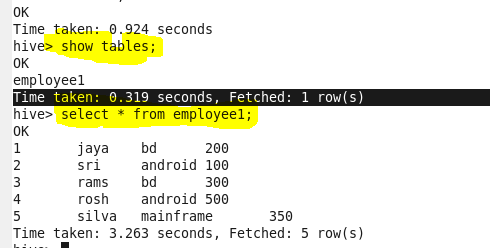 OK
Time taken: 0.924 seconds
hive> show tables;
OK
employee1
Time taken: 0.319 seconds, Fetched: 1 row(s)
hive> select * from employee1;
OK
1 jaya bd 200
2 sri android 100
3 rams bd 300
4 rosh android 500
5 silva mainframe 350
Time taken: 3.263 seconds, Fetched: 5 row(s)
hive>